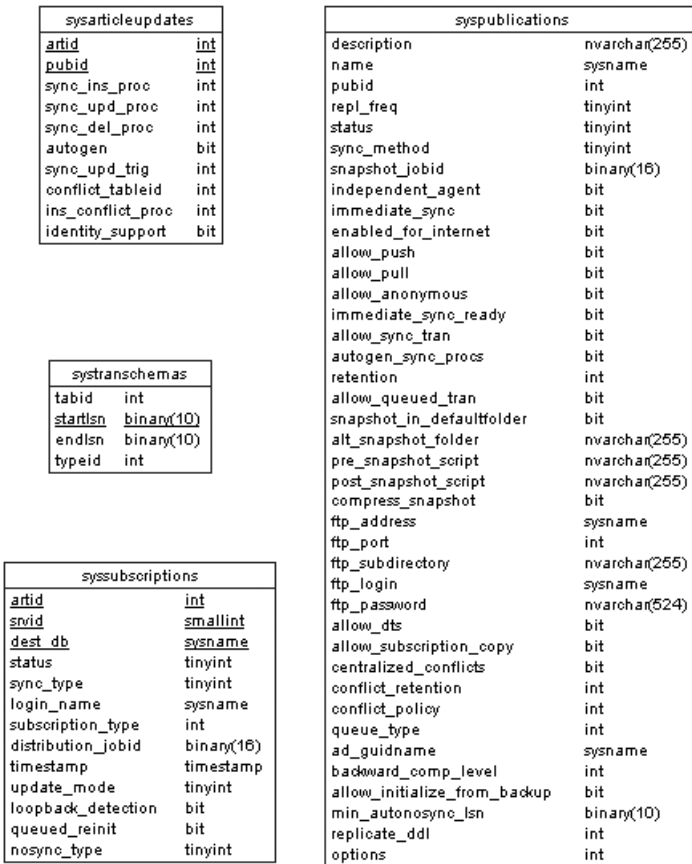 sysarticleupdates
artid int
pubid int
sync_ins_proc int
sync_upd_proc int
sync_del_proc int
autogen bit
sync_upd_trig int
conflict_tableid int
ins_conflict_proc int
identity_support bit
systranschemas
tabid int
startlsn binary(10)
endlsn binary(10)
typeid int
syssubscriptions
artid int
srvid smallint
dest_db sysname
status tinyint
sync_type tinyint
login_name sysname
subscription_type int
distribution_jobid binary(16)
timestamp timestamp
update_mode tinyint
loopback_detection bit
queued_reinit bit
nosync_type tinyint
syspublications
description nvarchar(255)
name sysname
pubid int
repl_freq tinyint
status tinyint
sync_method tinyint
snapshot_jobid binary(16)
independent_agent bit
immediate_sync bit
enabled_for_internet bit
allow_push bit
allow_pull bit
allow_anonymous bit
immediate_sync_ready bit
allow_sync_tran bit
autogen_sync_procs bit
retention int
allow_queued_tran bit
snapshot_in_defaultfolder bit
alt_snapshot_folder nvarchar(255)
pre_snapshot_script nvarchar(255)
post_snapshot_script nvarchar(255)
compress_snapshot bit
ftp_address sysname
ftp_port int
ftp_subdirectory nvarchar(255)
ftp_login sysname
ftp_password nvarchar(524)
allow_dts bit
allow_subscription_copy bit
centralized_conflicts bit
conflict_retention int
conflict_policy int
queue_type int
ad_guidname sysname
backward_comp_level int
allow_initialize_from_backup bit
min_autonosync_lsn binary(10)
replicate_ddl int
options int